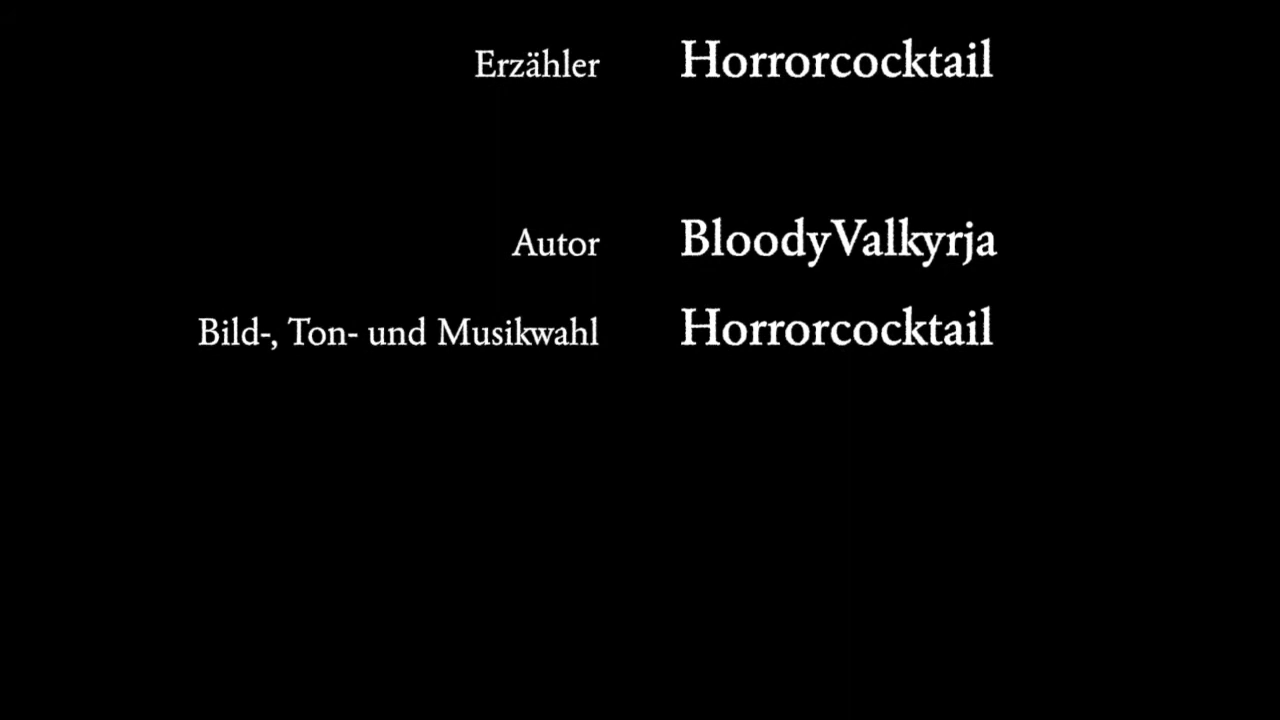 Erzähler Horrorcocktail
Autor BloodyValkyrja
Bild-, Ton- und Musikwahl Horrorcocktail